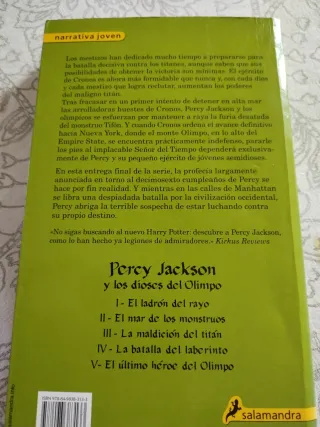 narrativa joven
Los mestizos han dedicado mucho tiempo a prepararse para
la batalla decisiva contra los titanes, aunque saben que sus
posibilidades de obtener la victoria son mínimas. El ejército
de Cronos es ahora más formidable que nunca y, con cada dios
y cada mestizo que logra reclutar, aumentan los poderes
del maligno titán.
Tras fracasar en un primer intento de detener en alta mar
las arrolladoras huestes de Cronos, Percy Jackson y los
olímpicos se esfuerzan por mantener a raya la furia desatada
del monstruo Tifón. Y cuando Cronos ordena el avance definitivo
hacia Nueva York, donde el monte Olimpo, en lo alto del
Empire State, se encuentra prácticamente indefenso, pararle
los pies al implacable Señor del Tiempo dependerá exclusiva-
mente de Percy y su pequeño ejército de jóvenes semidioses.
En esta entrega final de la serie, la profecía largamente
anunciada en torno al decimosexto cumpleaños de Percy se
hace por fin realidad. Y mientras en las calles de Manhattan
se libra una despiadada batalla por la civilización occidental,
Percy abriga la terrible sospecha de estar luchando contra
su propio destino.
«No sigas buscando al nuevo Harry Potter: descubre a Percy Jackson,
como lo han hecho ya legiones de admiradores.» Kirkus Reviews
Percy Jackson
y los dioses del Olimpo
I - El ladrón del rayo
II - El mar de los monstruos
III - La maldición del titán
IV - La batalla del laberinto
V - El último héroe del Olimpo
salamandra